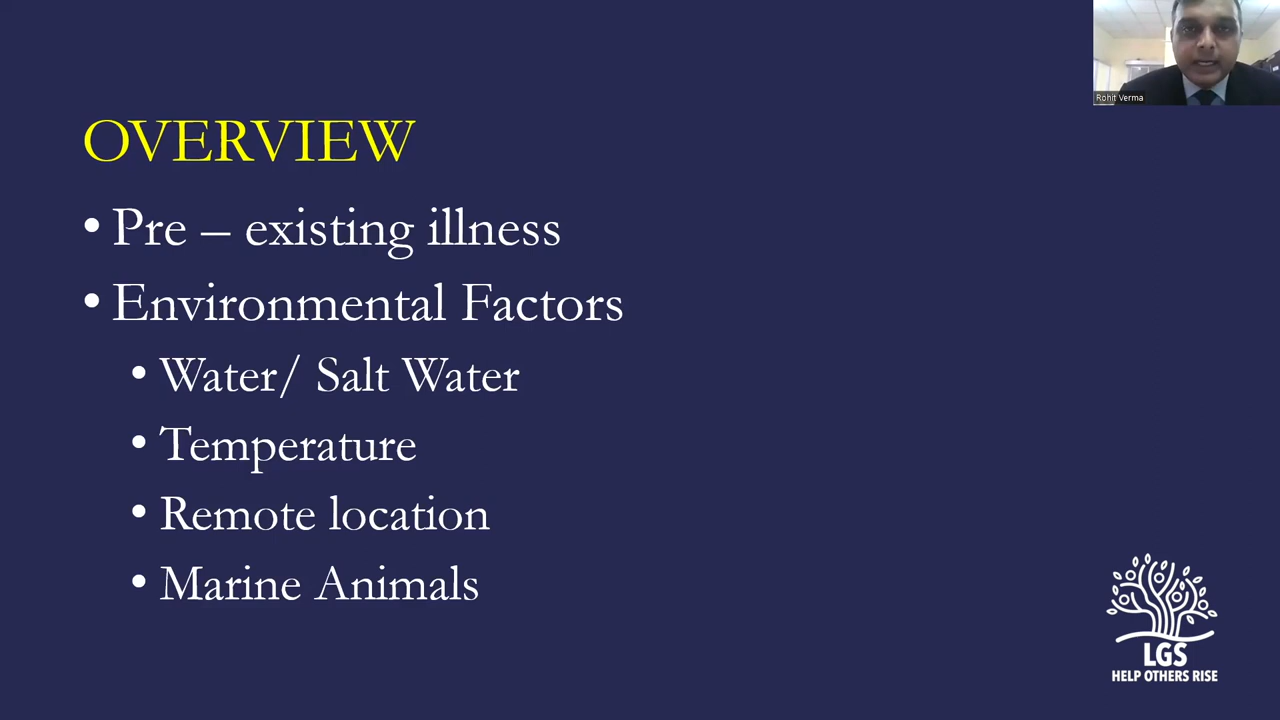 Rohit Verma
OVERVIEW
• Pre – existing illness
• Environmental Factors
• Water/ Salt Water
• Temperature
• Remote location
• Marine Animals
LGS
HELP OTHERS RISE